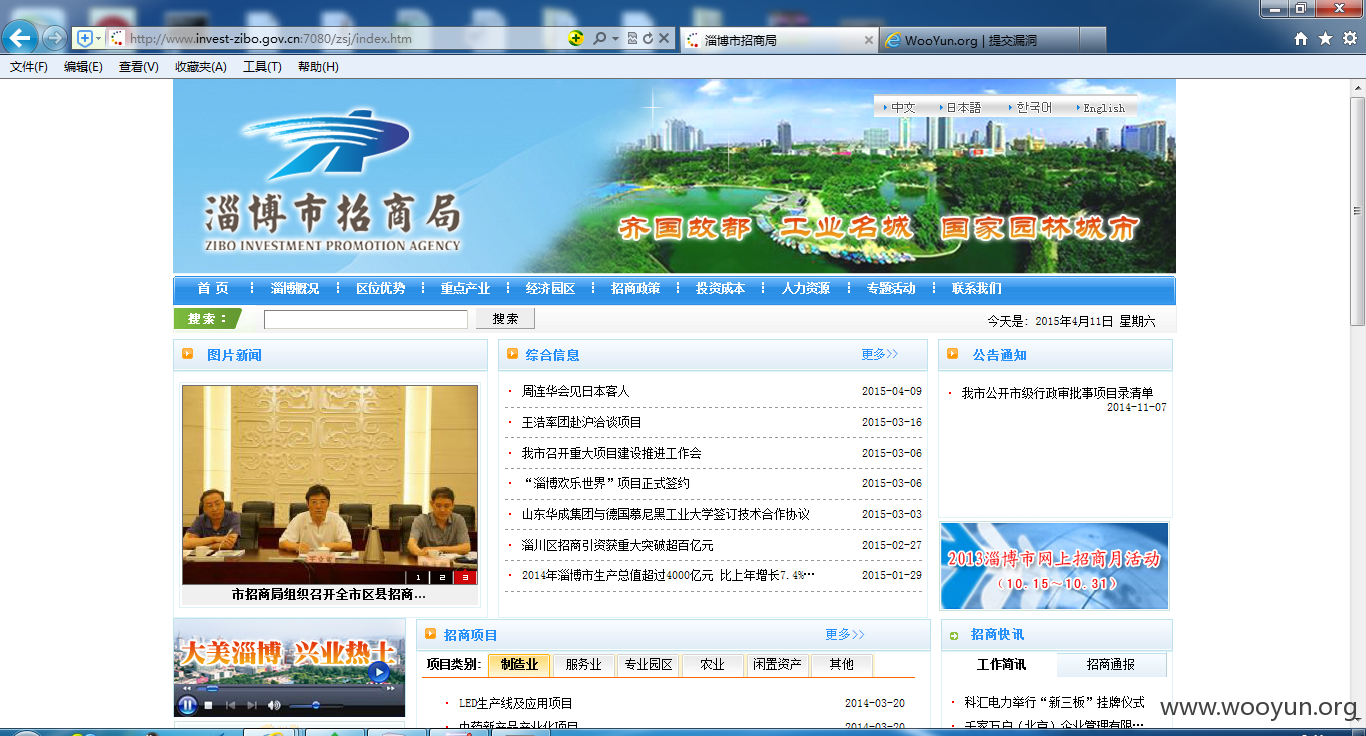 http://www.invest-zibo.gov.cn:7080/zsj/index.htm
淄博市招商局
WooYun.org | 提交漏洞
文件(F) 编辑(E) 查看(V) 收藏夹(A) 工具(T) 帮助(H)
中文 日本語 한국어 English
淄博市招商局
ZIBO INVESTMENT PROMOTION AGENCY
齐国故都 工业名城 国家园林城市
首 页 淄博概况 区位优势 重点产业 经济园区 招商政策 投资成本 人力资源 专题活动 联系我们
搜索： 搜索 今天是：2015年4月11日 星期六
图片新闻
1 2 3
市招商局组织召开全市区县招商...
综合信息 更多>>
周连华会见日本客人 2015-04-09
王浩率团赴沪洽谈项目 2015-03-16
我市召开重大项目建设推进工作会 2015-03-06
“淄博欢乐世界”项目正式签约 2015-03-06
山东华成集团与德国慕尼黑工业大学签订技术合作协议 2015-03-03
淄川区招商引资获重大突破超百亿元 2015-02-27
2014年淄博市生产总值超过4000亿元 比上年增长7.4%… 2015-01-29
公告通知
我市公开市级行政审批事项目录清单
2014-11-07
2013淄博市网上招商月活动
（10.15～10.31）
大美淄博 兴业热土
招商项目 更多>>
项目类别: 制造业 服务业 专业园区 农业 闲置资产 其他
LED生产线及应用项目 2014-03-20
中药新产品产业化项目 2014-03-20
招商快讯
工作简讯 招商通报
科汇电力举行“新三板”挂牌仪式
千家万户（北京）企业管理有限…
www.wooyun.org